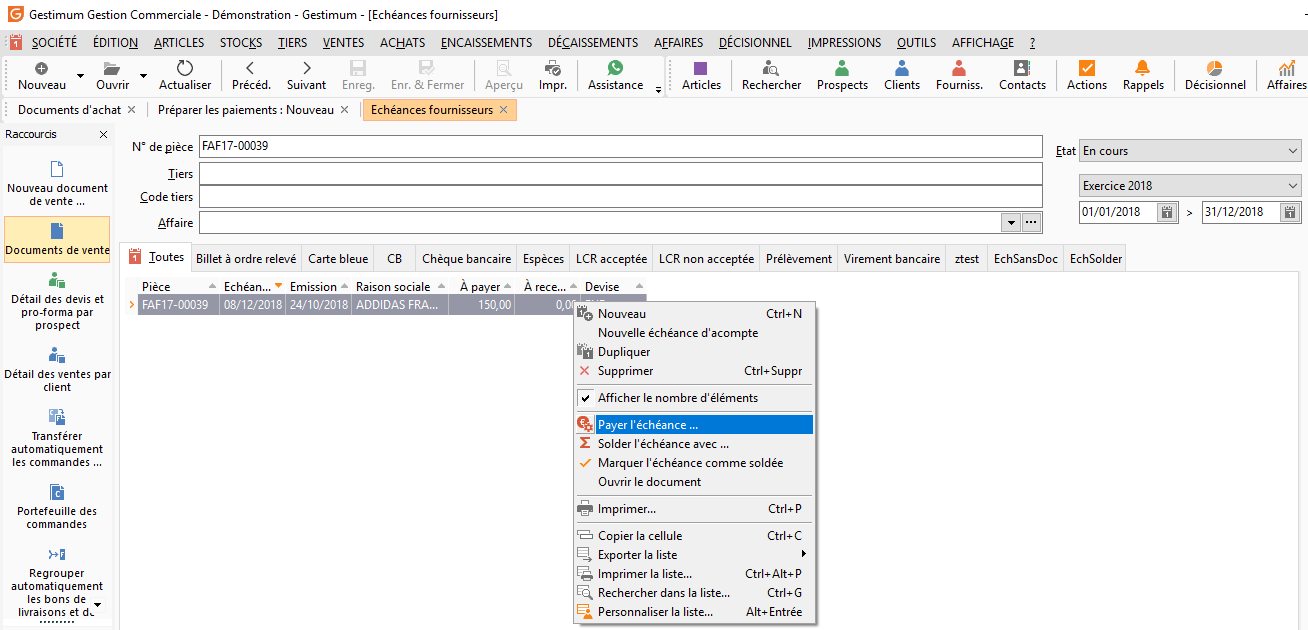 Gestimum Gestion Commerciale - Démonstration - Gestimum - [Echéances fournisseurs]
SOCIÉTÉ ÉDITION ARTICLES STOCKS TIERS VENTES ACHATS ENCAISSEMENTS DÉCAISSEMENTS AFFAIRES DÉCISIONNEL IMPRESSIONS OUTILS AFFICHAGE ?
Nouveau Ouvrir Actualiser Précéd. Suivant Enreg. Enr. & Fermer Aperçu Impr. Assistance Articles Rechercher Prospects Clients Fourniss. Contacts Actions Rappels Décisionnel Affaires
Documents d'achat Préparer les paiements : Nouveau Echéances fournisseurs
Raccourcis
Nouveau document
de vente ...
Documents de vente
Détail des devis et
pro-forma par
prospect
Détail des ventes par
client
Transférer
automatiquement
les commandes ...
Portefeuille des
commandes
Regrouper
automatiquement
les bons de
livraisons et d
N° de pièce FAF17-00039
Tiers
Code tiers
Affaire
Etat En cours
Exercice 2018
01/01/2018 > 31/12/2018
Toutes Billet à ordre relevé Carte bleue CB Chèque bancaire Espèces LCR acceptée LCR non acceptée Prélèvement Virement bancaire ztest EchSansDoc EchSolder
Pièce Echéan... Emission Raison sociale À payer À rece... Devise
FAF17-00039 08/12/2018 24/10/2018 ADDIDAS FRA... 150,00 0,00
Nouveau Ctrl+N
Nouvelle échéance d'acompte
Dupliquer
Supprimer Ctrl+Suppr
Afficher le nombre d'éléments
Payer l'échéance ...
Solder l'échéance avec ...
Marquer l'échéance comme soldée
Ouvrir le document
Imprimer... Ctrl+P
Copier la cellule Ctrl+C
Exporter la liste
Imprimer la liste... Ctrl+Alt+P
Rechercher dans la liste... Ctrl+G
Personnaliser la liste... Alt+Entrée